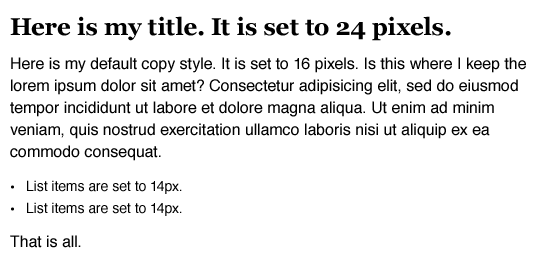 Here is my title. It is set to 24 pixels.
Here is my default copy style. It is set to 16 pixels. Is this where I keep the
lorem ipsum dolor sit amet? Consectetur adipisicing elit, sed do eiusmod
tempor incididunt ut labore et dolore magna aliqua. Ut enim ad minim
veniam, quis nostrud exercitation ullamco laboris nisi ut aliquip ex ea
commodo consequat.
• List items are set to 14px.
• List items are set to 14px.
That is all.